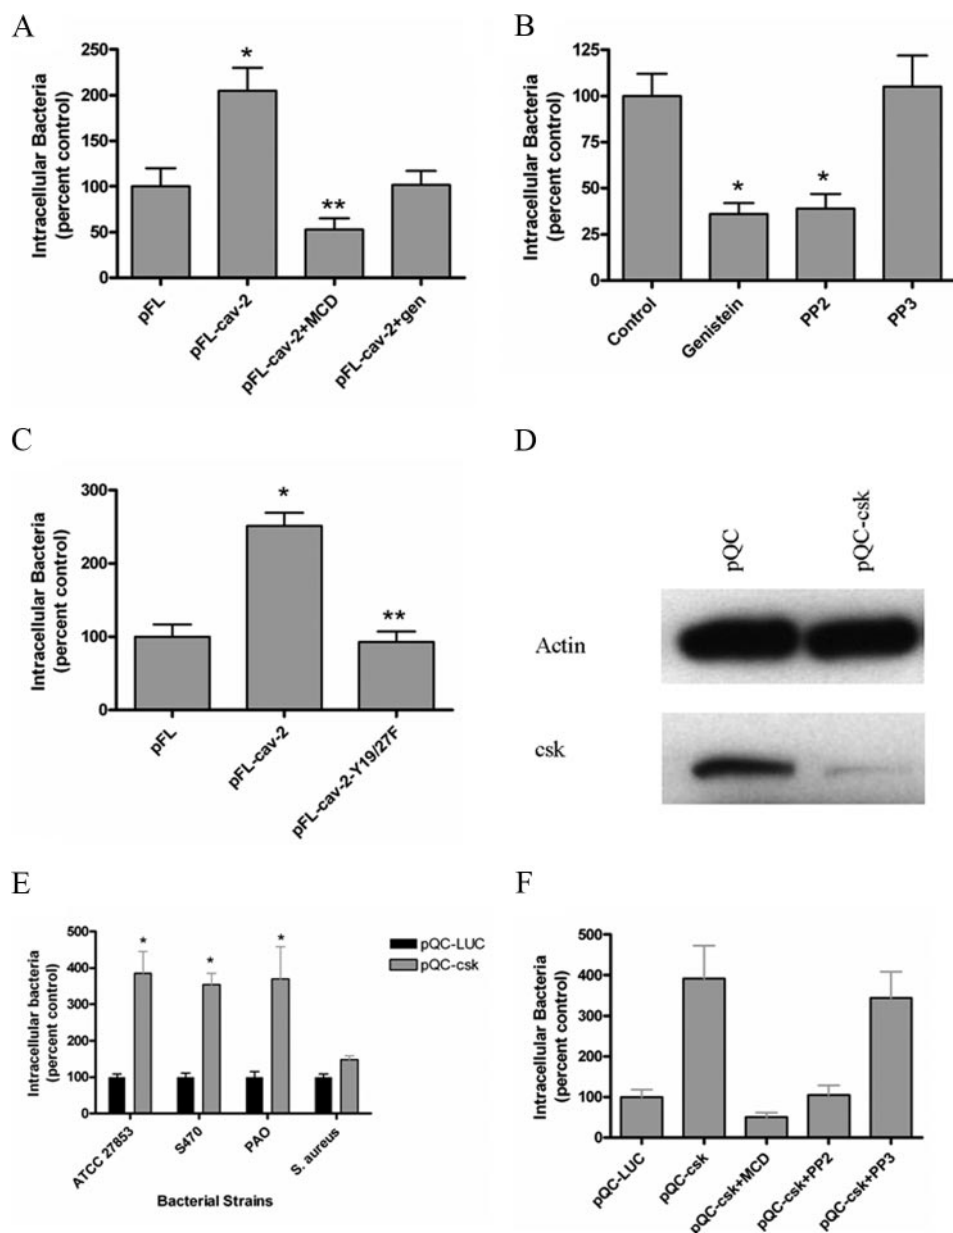 A
Intracellular Bacteria
(percent control)
250
200
150
100
50
0
*
**
pFL
pFL-cav-2
pFL-cav-2+MCD
pFL-cav-2+gen
B
Intracellular Bacteria
(percent control)
125
100
75
50
25
0
*
*
Control
Genistein
PP2
PP3
C
Intracellular Bacteria
(percent control)
300
200
100
0
*
**
pFL
pFL-cav-2
pFL-cav-2-Y19/27F
D
pQC
pQC-csk
Actin
csk
E
Intracellular bacteria
(percent control)
500
400
300
200
100
0
*
*
*
pQC-LUC
pQC-csk
ATCC 27853
S470
PAO
S. aureus
Bacterial Strains
F
Intracellular Bacteria
(percent control)
500
400
300
200
100
0
pQC-LUC
pQC-csk
pQC-csk+MCD
pQC-csk+PP2
pQC-csk+PP3